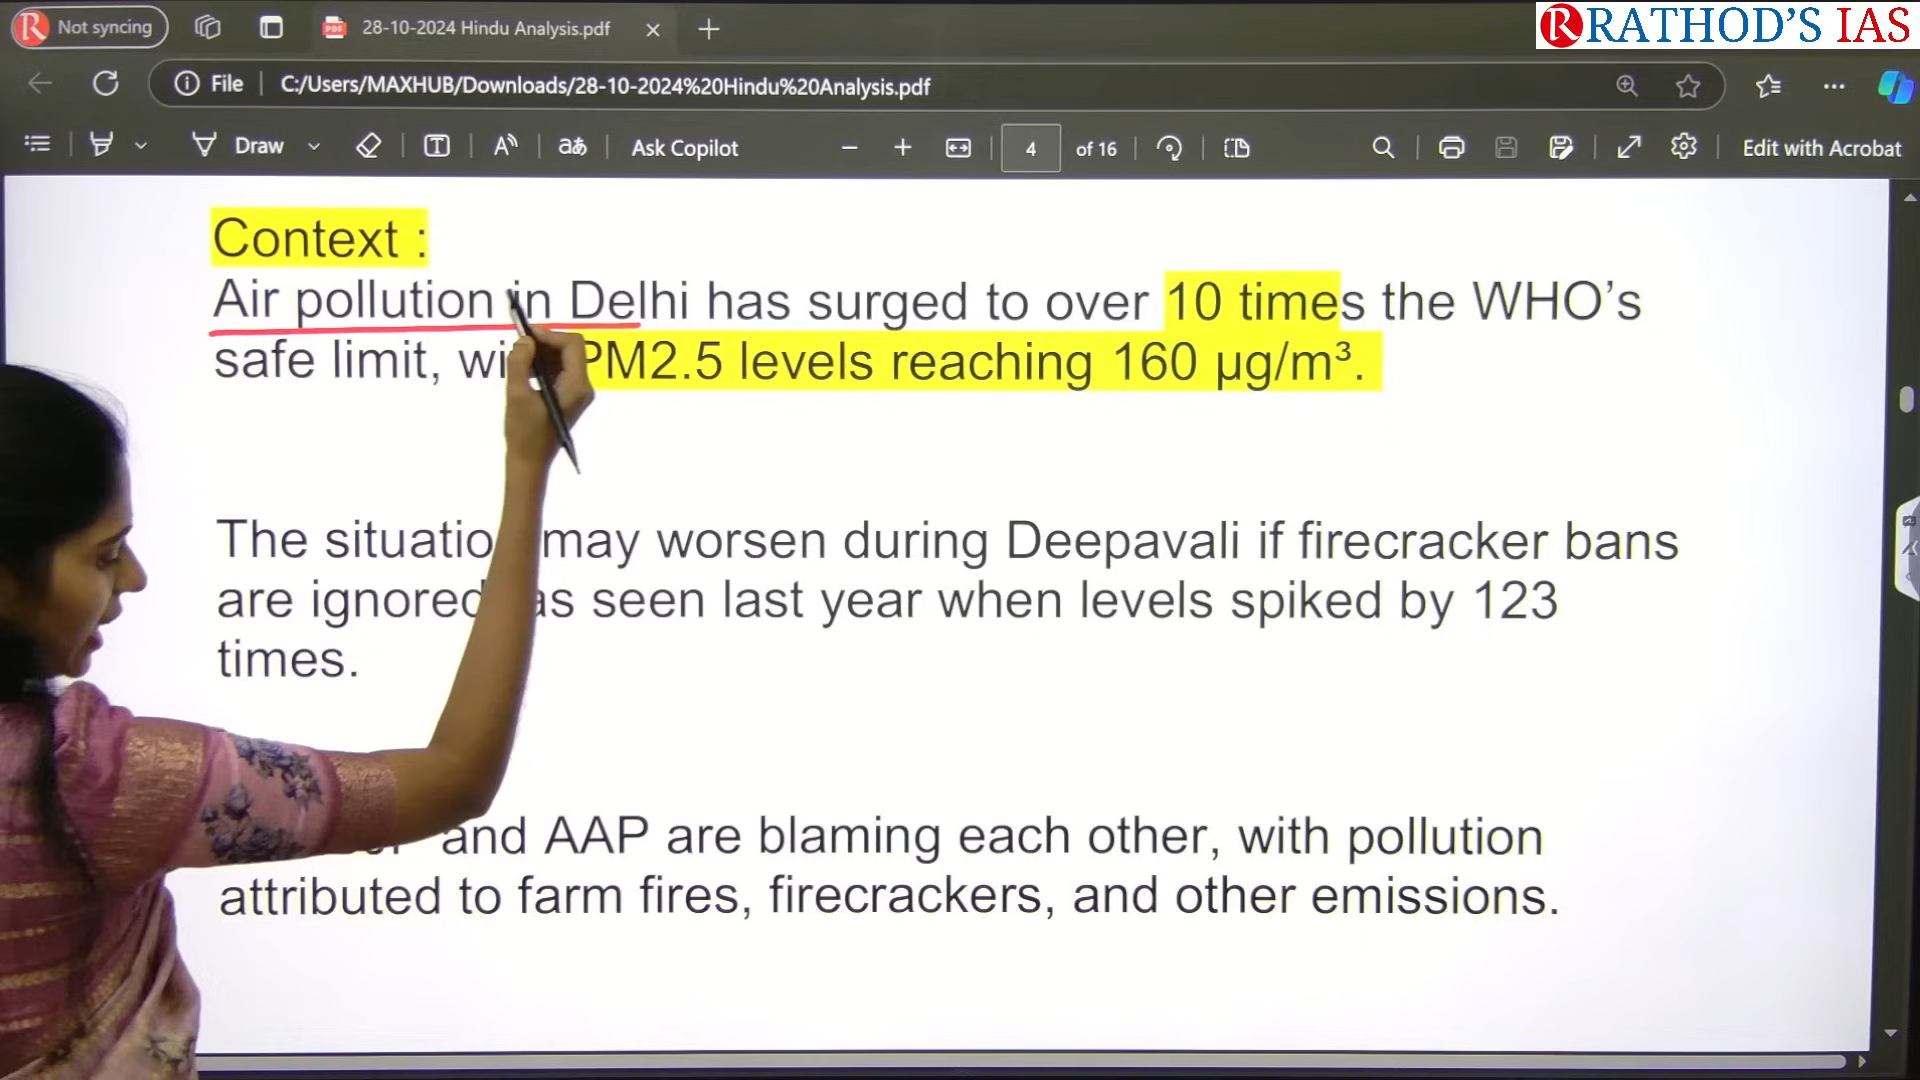 Not syncing
28-10-2024 Hindu Analysis.pdf
RATHOD'S IAS
File
C:/Users/MAXHUB/Downloads/28-10-2024%20Hindu%20Analysis.pdf
Draw
Ask Copilot
4 of 16
Edit with Acrobat
Context :
Air pollution in Delhi has surged to over 10 times the WHO's
safe limit, PM2.5 levels reaching 160 µg/m³.
The may worsen during Deepavali if firecracker bans
are ignored as seen last year when levels spiked by 123
times.
and AAP are blaming each other, with pollution
attributed to farm fires, firecrackers, and other emissions.